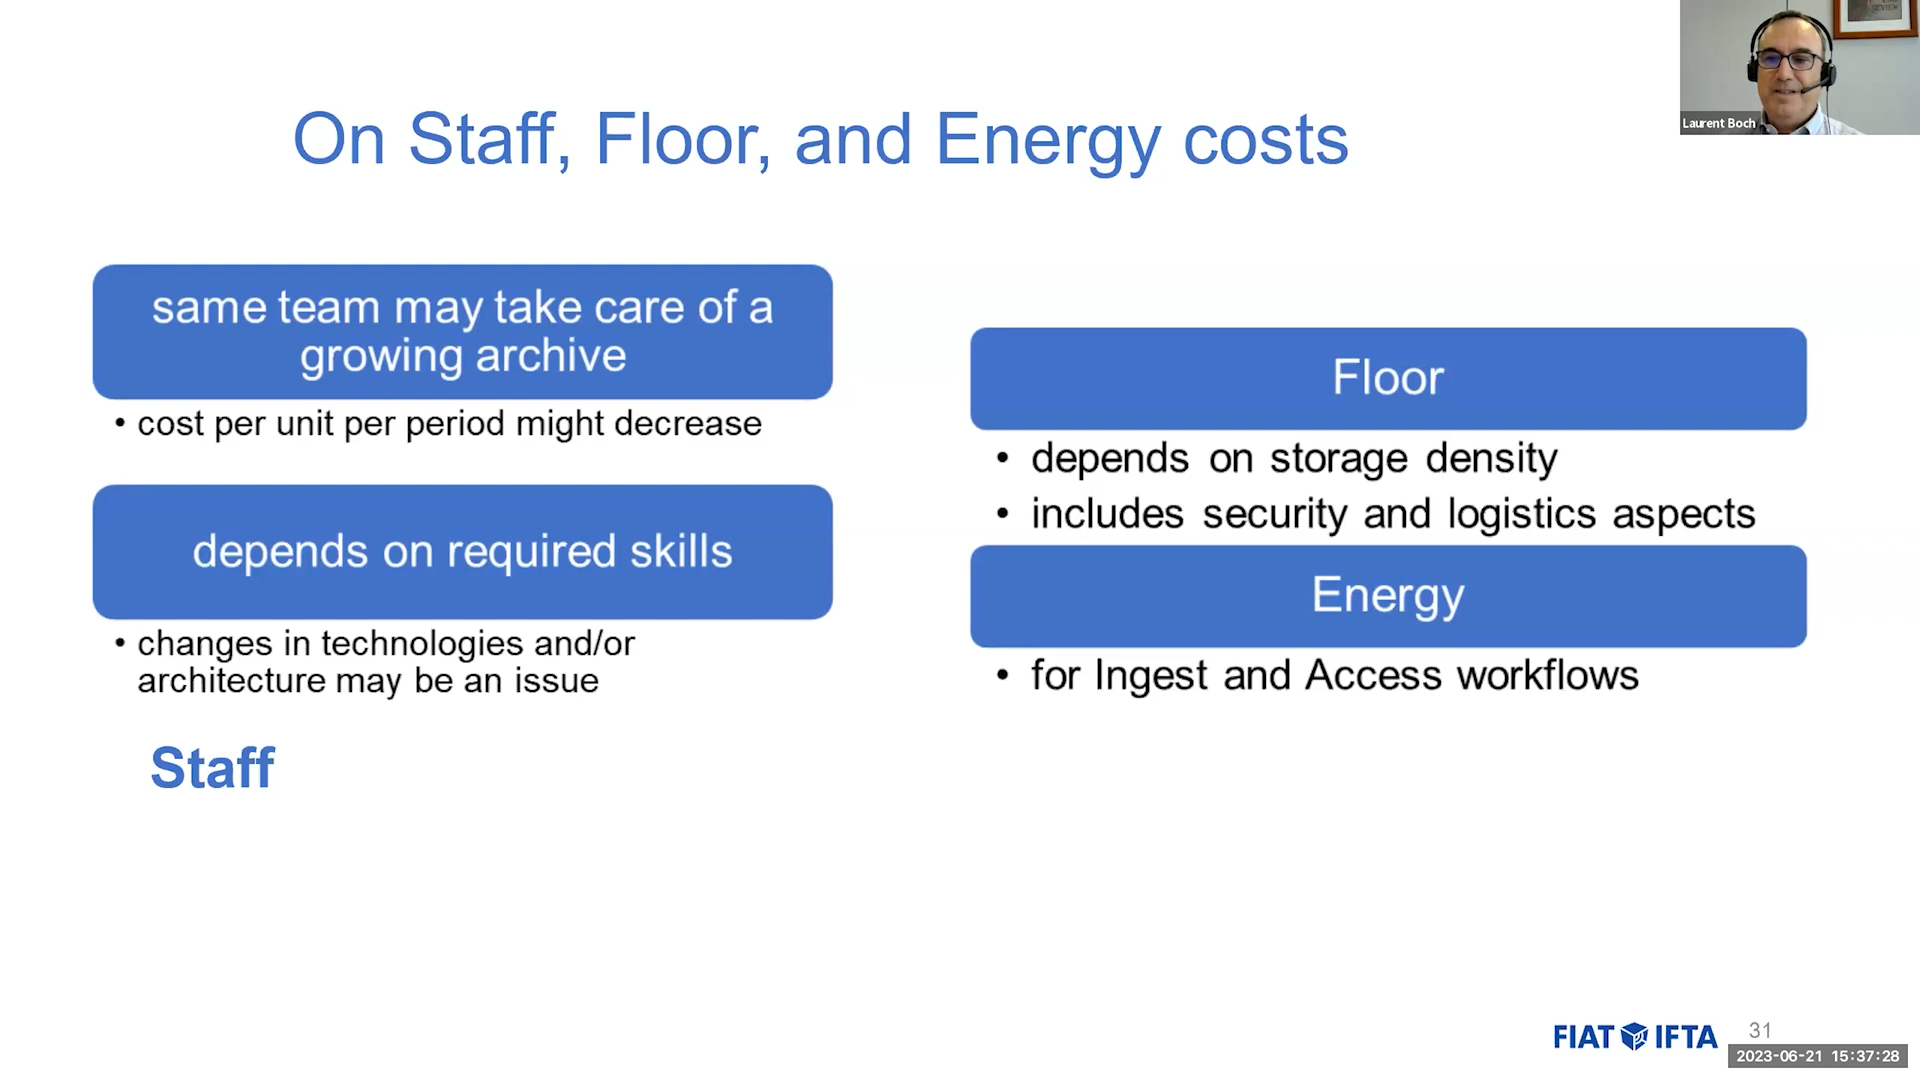 On Staff, Floor, and Energy costs
Laurent Boch
same team may take care of a
growing archive
• cost per unit per period might decrease
depends on required skills
• changes in technologies and/or
architecture may be an issue
Staff
Floor
• depends on storage density
• includes security and logistics aspects
Energy
• for Ingest and Access workflows
FIAT IFTA
31
2023-06-21 15:37:28